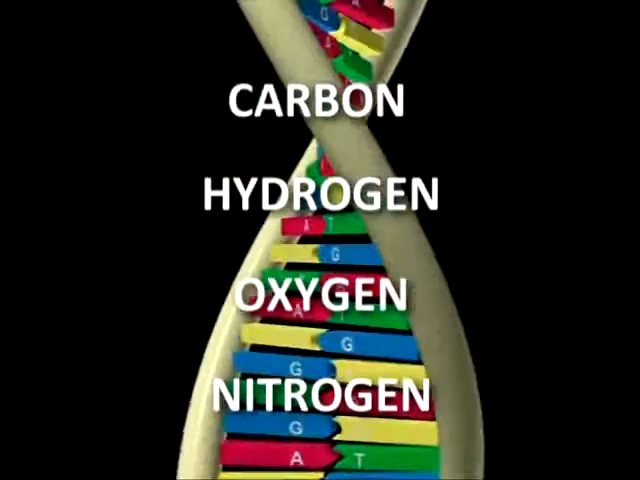 G
CARBON
HYDROGEN
A T
G
OXYGEN
A T
G
G
NITROGEN
G
A T